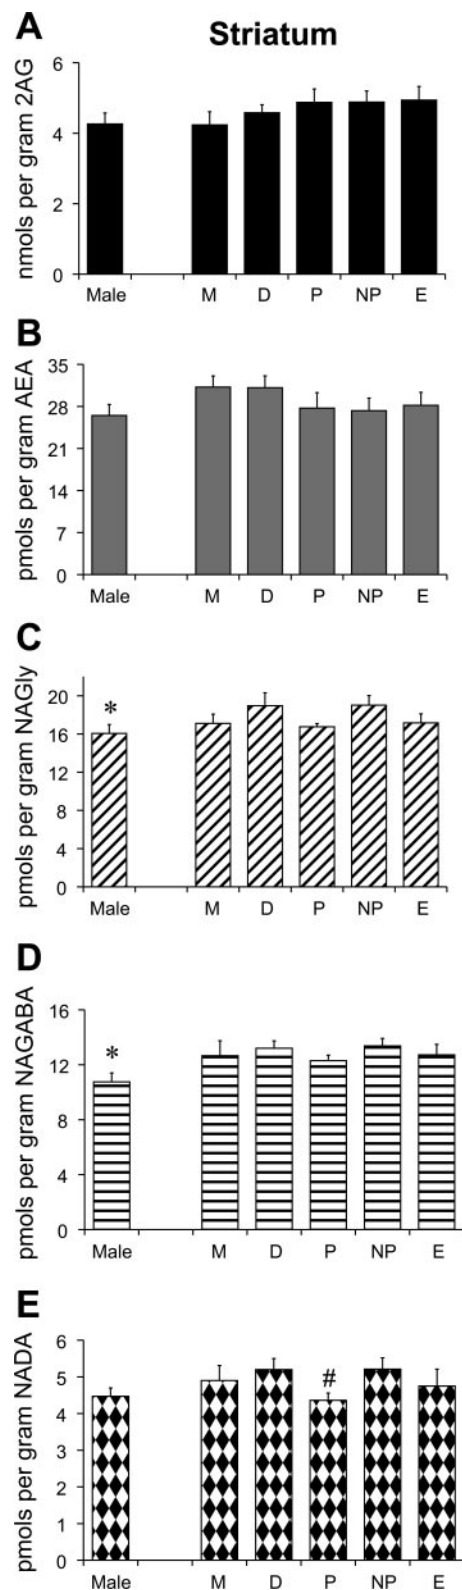 A
Striatum
nmols per gram 2AG
6
4
2
0
Male M D P NP E
B
pmols per gram AEA
35
28
21
14
7
0
Male M D P NP E
C
pmols per gram NAGly
20
16
12
8
4
0
*
Male M D P NP E
D
pmols per gram NAGABA
16
12
8
4
0
*
Male M D P NP E
E
pmols per gram NADA
6
5
4
3
2
1
0
#
Male M D P NP E